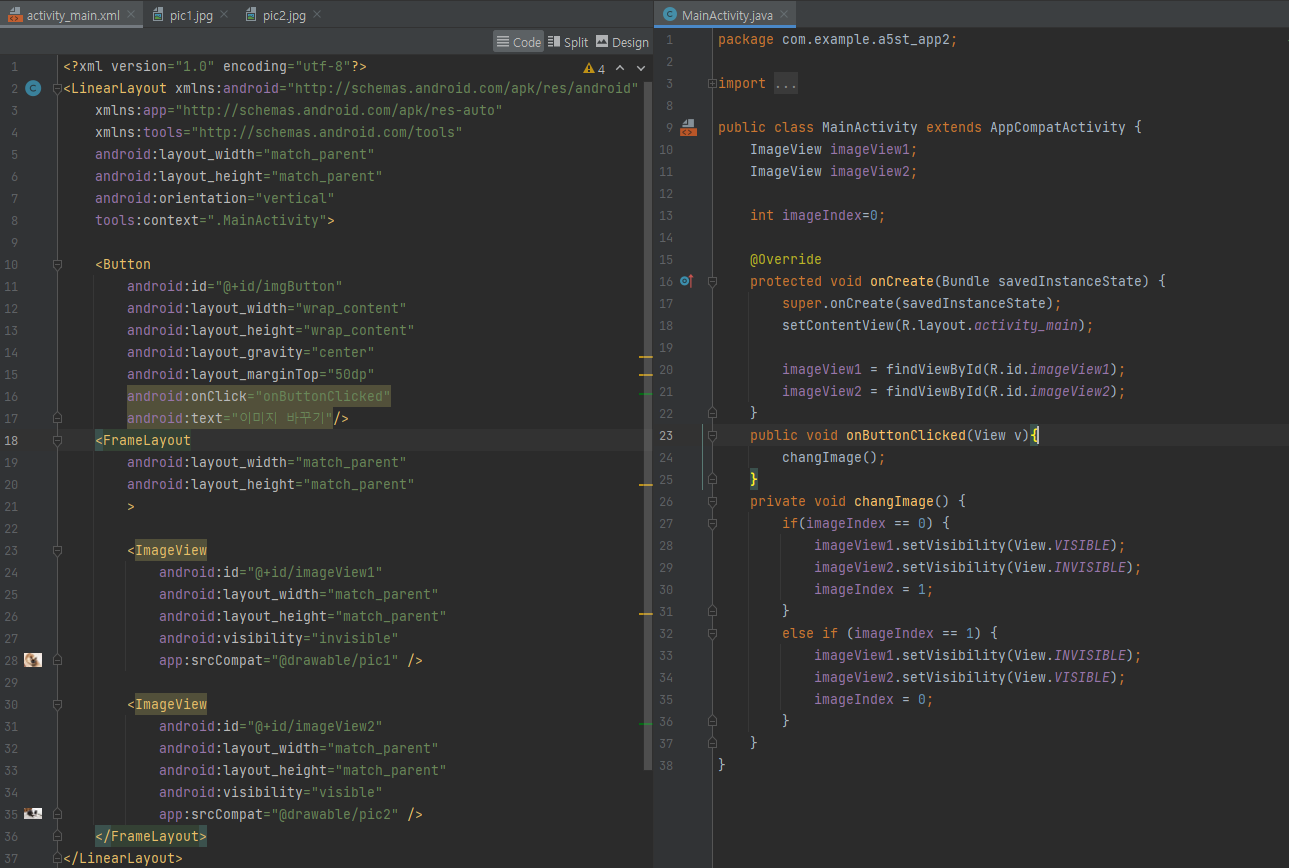 activity_main.xml
pic1.jpg
pic2.jpg
Code
Split
Design
4
1 <?xml version="1.0" encoding="utf-8"?>
2 <LinearLayout xmlns:android="http://schemas.android.com/apk/res/android"
3 xmlns:app="http://schemas.android.com/apk/res-auto"
4 xmlns:tools="http://schemas.android.com/tools"
5 android:layout_width="match_parent"
6 android:layout_height="match_parent"
7 android:orientation="vertical"
8 tools:context=".MainActivity">
9
10 <Button
11 android:id="@+id/imgButton"
12 android:layout_width="wrap_content"
13 android:layout_height="wrap_content"
14 android:layout_gravity="center"
15 android:layout_marginTop="50dp"
16 android:onClick="onButtonClicked"
17 android:text="이미지 바꾸기"/>
18 <FrameLayout
19 android:layout_width="match_parent"
20 android:layout_height="match_parent"
21 >
22
23 <ImageView
24 android:id="@+id/imageView1"
25 android:layout_width="match_parent"
26 android:layout_height="match_parent"
27 android:visibility="invisible"
28 app:srcCompat="@drawable/pic1" />
29
30 <ImageView
31 android:id="@+id/imageView2"
32 android:layout_width="match_parent"
33 android:layout_height="match_parent"
34 android:visibility="visible"
35 app:srcCompat="@drawable/pic2" />
36 </FrameLayout>
37 </LinearLayout>
MainActivity.java
1 package com.example.a5st_app2;
2
3 import ...
8
9 public class MainActivity extends AppCompatActivity {
10 ImageView imageView1;
11 ImageView imageView2;
12
13 int imageIndex=0;
14
15 @Override
16 protected void onCreate(Bundle savedInstanceState) {
17 super.onCreate(savedInstanceState);
18 setContentView(R.layout.activity_main);
19
20 imageView1 = findViewById(R.id.imageView1);
21 imageView2 = findViewById(R.id.imageView2);
22 }
23 public void onButtonClicked(View v){
24 changImage();
25 }
26 private void changImage() {
27 if(imageIndex == 0) {
28 imageView1.setVisibility(View.VISIBLE);
29 imageView2.setVisibility(View.INVISIBLE);
30 imageIndex = 1;
31 }
32 else if (imageIndex == 1) {
33 imageView1.setVisibility(View.INVISIBLE);
34 imageView2.setVisibility(View.VISIBLE);
35 imageIndex = 0;
36 }
37 }
38 }